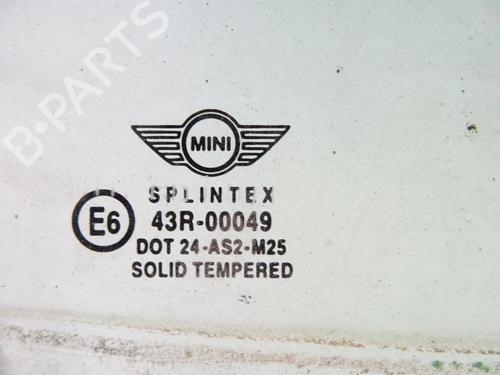 B-PARTS
MINI
SPLINTEX
E6
43R-00049
DOT 24-AS2-M25
SOLID TEMPERED